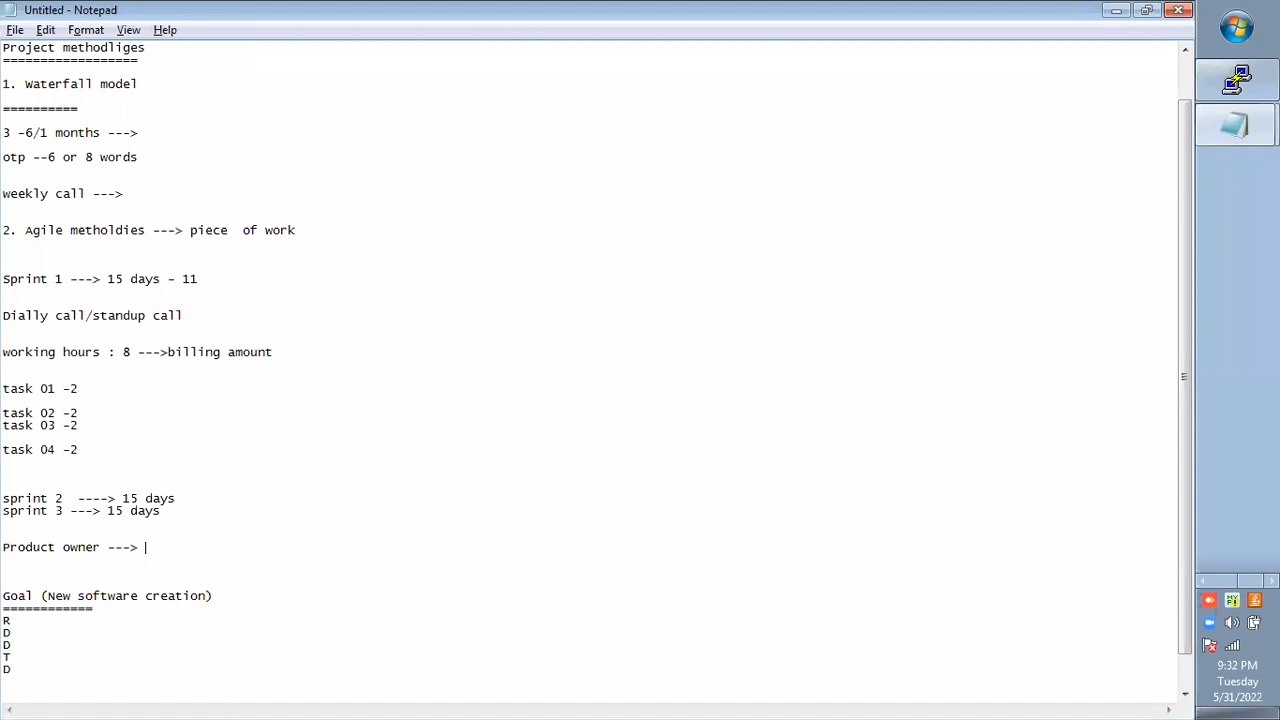 Untitled - Notepad
File Edit Format View Help
Project methodliges
==================
1. Waterfall model
==========
3 -6/1 months --->
otp --6 or 8 words
weekly call --->
2. Agile metholdies ---> piece  of work
Sprint 1 ---> 15 days - 11
Dially call/standup call
working hours : 8 --->billing amount
task 01 -2
task 02 -2
task 03 -2
task 04 -2
sprint 2  ----> 15 days
sprint 3 ---> 15 days
Product owner --->
Goal (New software creation)
============
R
D
D
T
D
MY
9:32 PM
Tuesday
5/31/2022